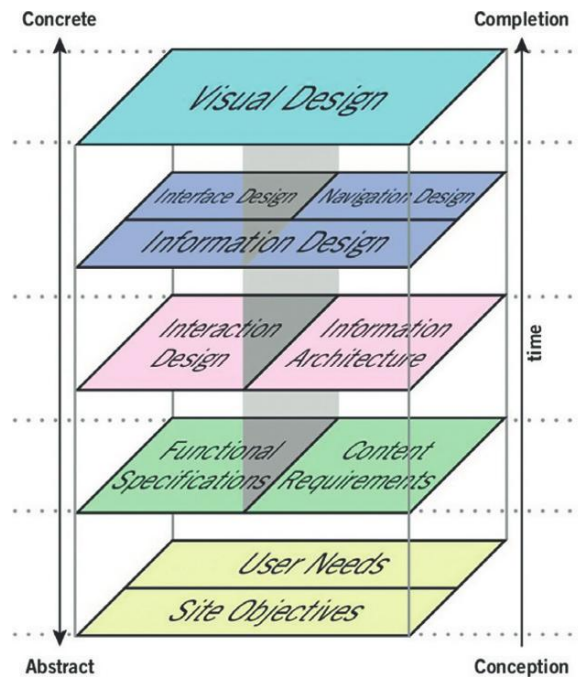 Concrete
Completion
Visual Design
Interface Design
Navigation Design
Information Design
Interaction
Design
Information
Architecture
time
Functional
Specifications
Content
Requirements
User Needs
Site Objectives
Abstract
Conception